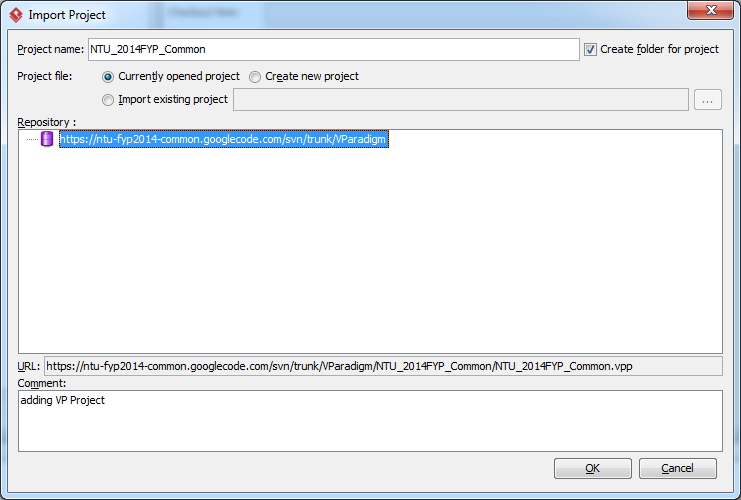 Import Project
Project name: NTU_2014FYP_Common Create folder for project
Project file: Currently opened project Create new project
Import existing project ...
Repository :
https://ntu-fyp2014-common.googlecode.com/svn/trunk/VParadigm
URL: https://ntu-fyp2014-common.googlecode.com/svn/trunk/VParadigm/NTU_2014FYP_Common/NTU_2014FYP_Common.vpp
Comment:
adding VP Project
OK Cancel